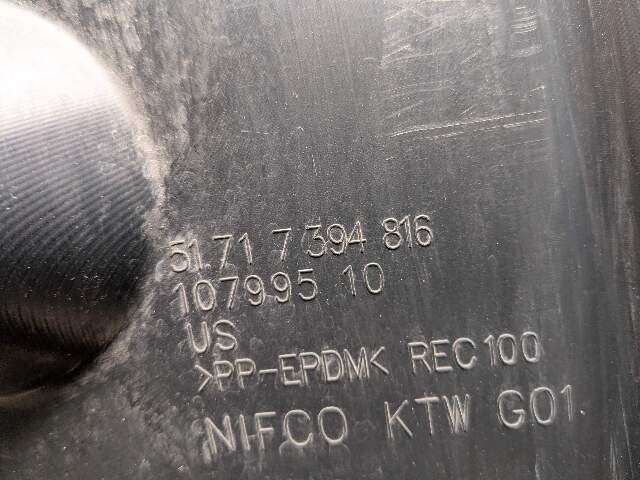 51.71 7 394 816
107995 10
US
>PP-EPDM< REC100
NIFCO KTW G01